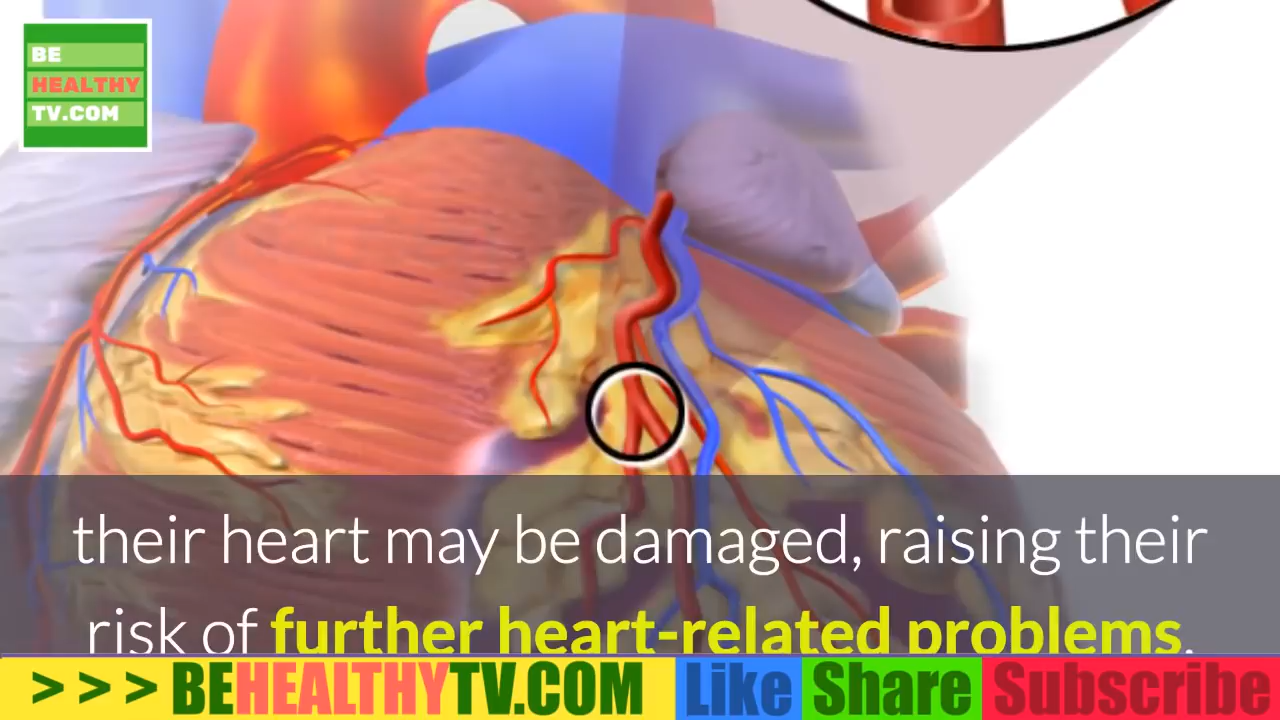 BE
HEALTHY
TV.COM
their heart may be damaged, raising their
risk of further heart-related problems.
> > > BEHEALTHYTV.COM Like Share Subscribe